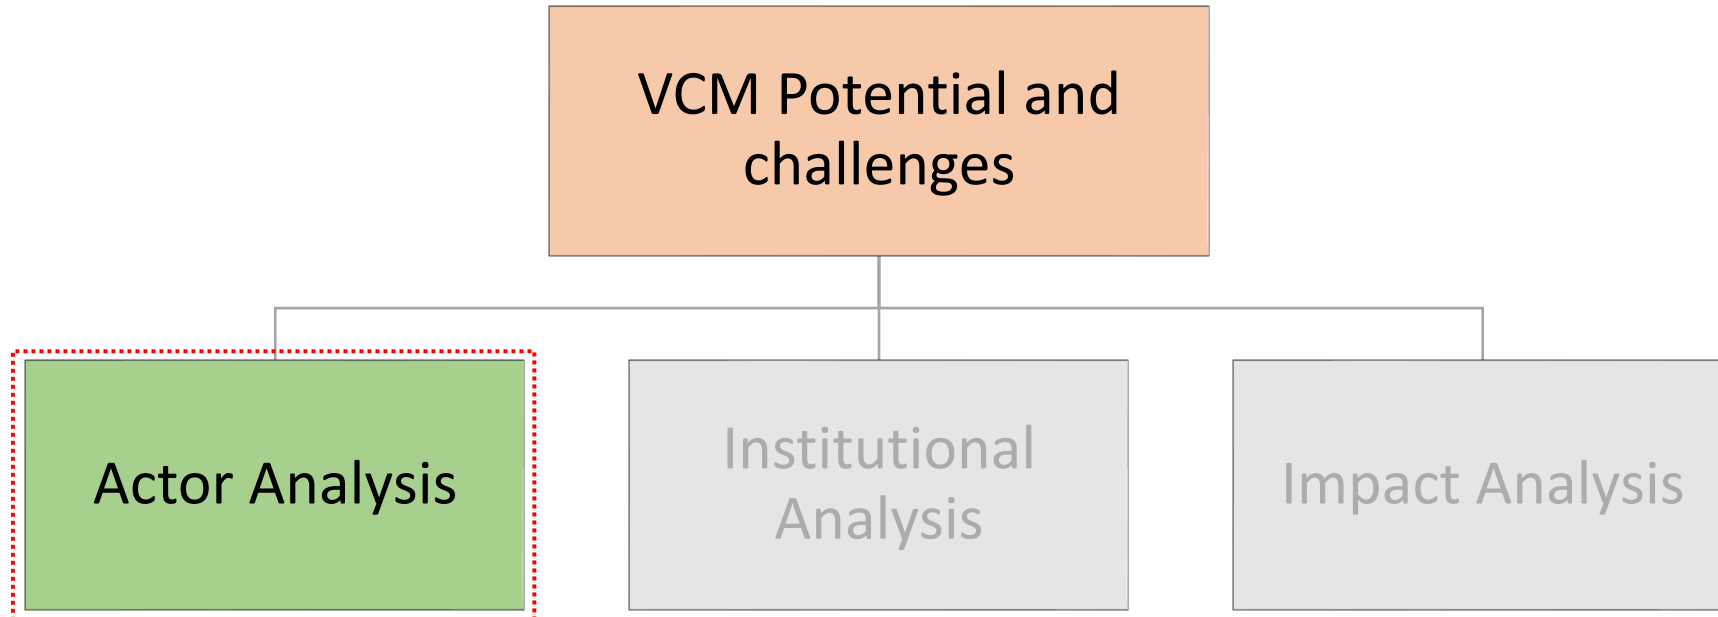 VCM Potential and
challenges
Actor Analysis
Institutional
Analysis
Impact Analysis